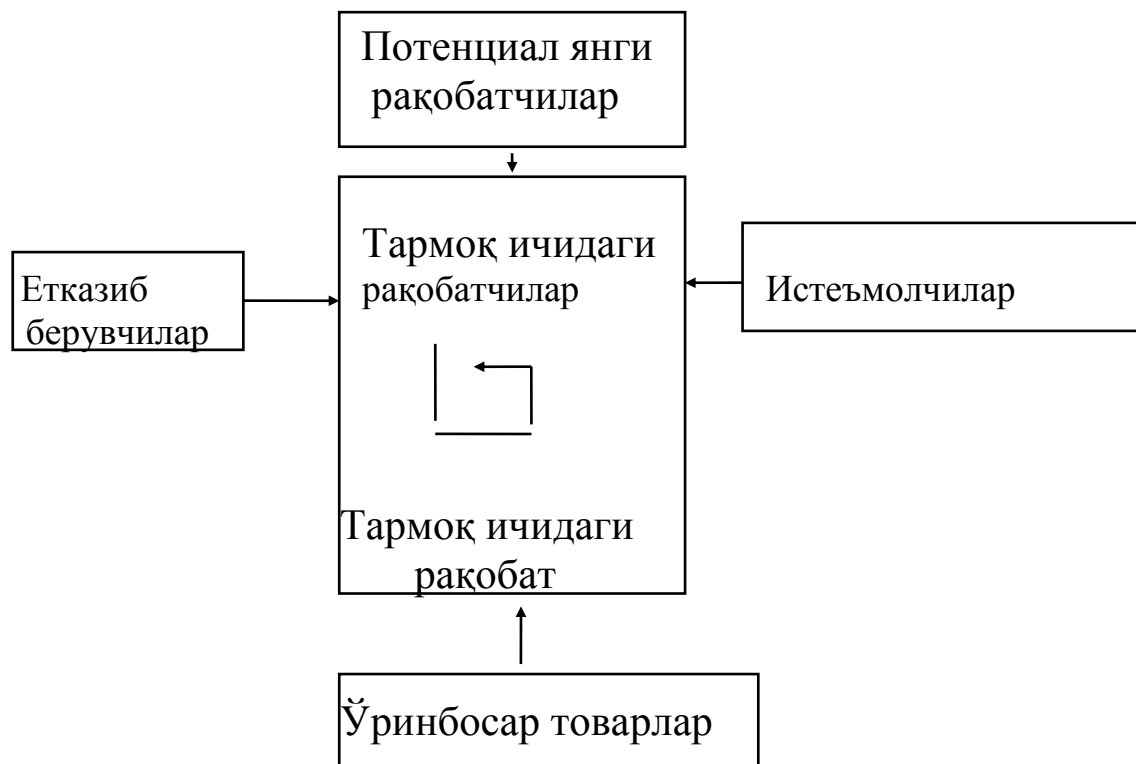 Потенциал янги
рақобатчилар
Тармоқ ичидаги
рақобатчилар
Етказиб
берувчилар
Истеъмолчилар
Тармоқ ичидаги
рақобат
Ўринбосар товарлар